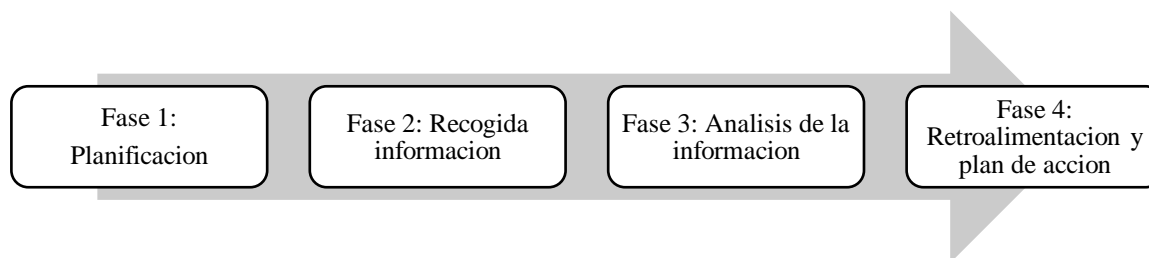 Fase 1:
Planificacion
Fase 2: Recogida
informacion
Fase 3: Analisis de la
informacion
Fase 4:
Retroalimentacion y
plan de accion